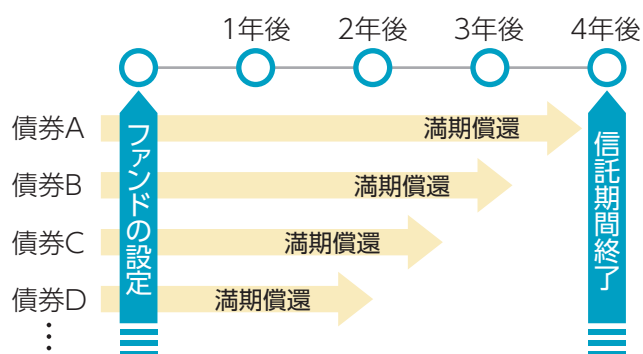 1年後 2年後 3年後 4年後
ファンドの設定
信託期間終了
債券A 満期償還
債券B 満期償還
債券C 満期償還
債券D 満期償還
⋮